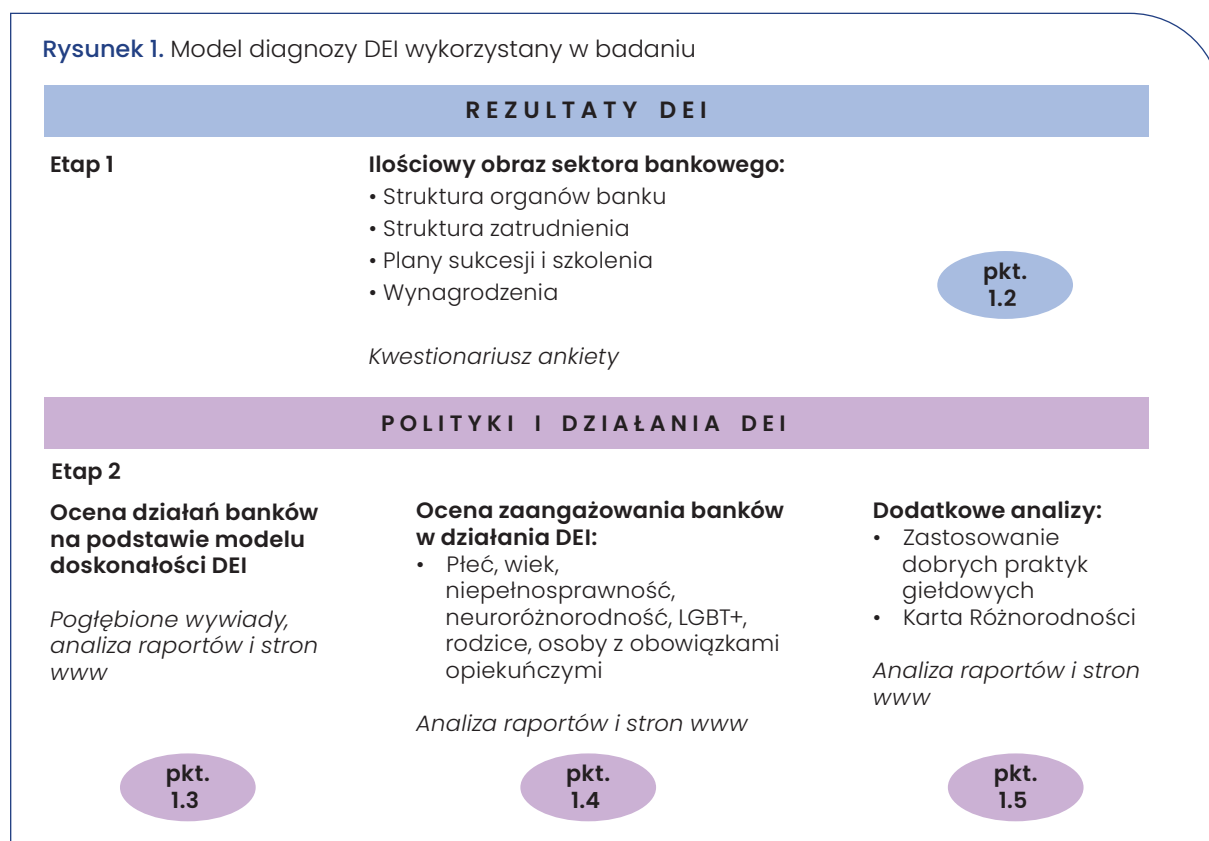 Rysunek 1. Model diagnozy DEI wykorzystany w badaniu
REZULTATY DEI
Etap 1
Ilościowy obraz sektora bankowego:
• Struktura organów banku
• Struktura zatrudnienia
• Plany sukcesji i szkolenia
• Wynagrodzenia
Kwestionariusz ankiety
pkt.
1.2
POLITYKI I DZIAŁANIA DEI
Etap 2
Ocena działań banków
na podstawie modelu
doskonałości DEI
Pogłębione wywiady,
analiza raportów i stron
www
pkt.
1.3
Ocena zaangażowania banków
w działania DEI:
• Płeć, wiek,
niepełnosprawność,
neuroróżnorodność, LGBT+,
rodzice, osoby z obowiązkami
opiekuńczymi
Analiza raportów i stron www
pkt.
1.4
Dodatkowe analizy:
• Zastosowanie
dobrych praktyk
giełdowych
• Karta Różnorodności
Analiza raportów i stron
www
pkt.
1.5